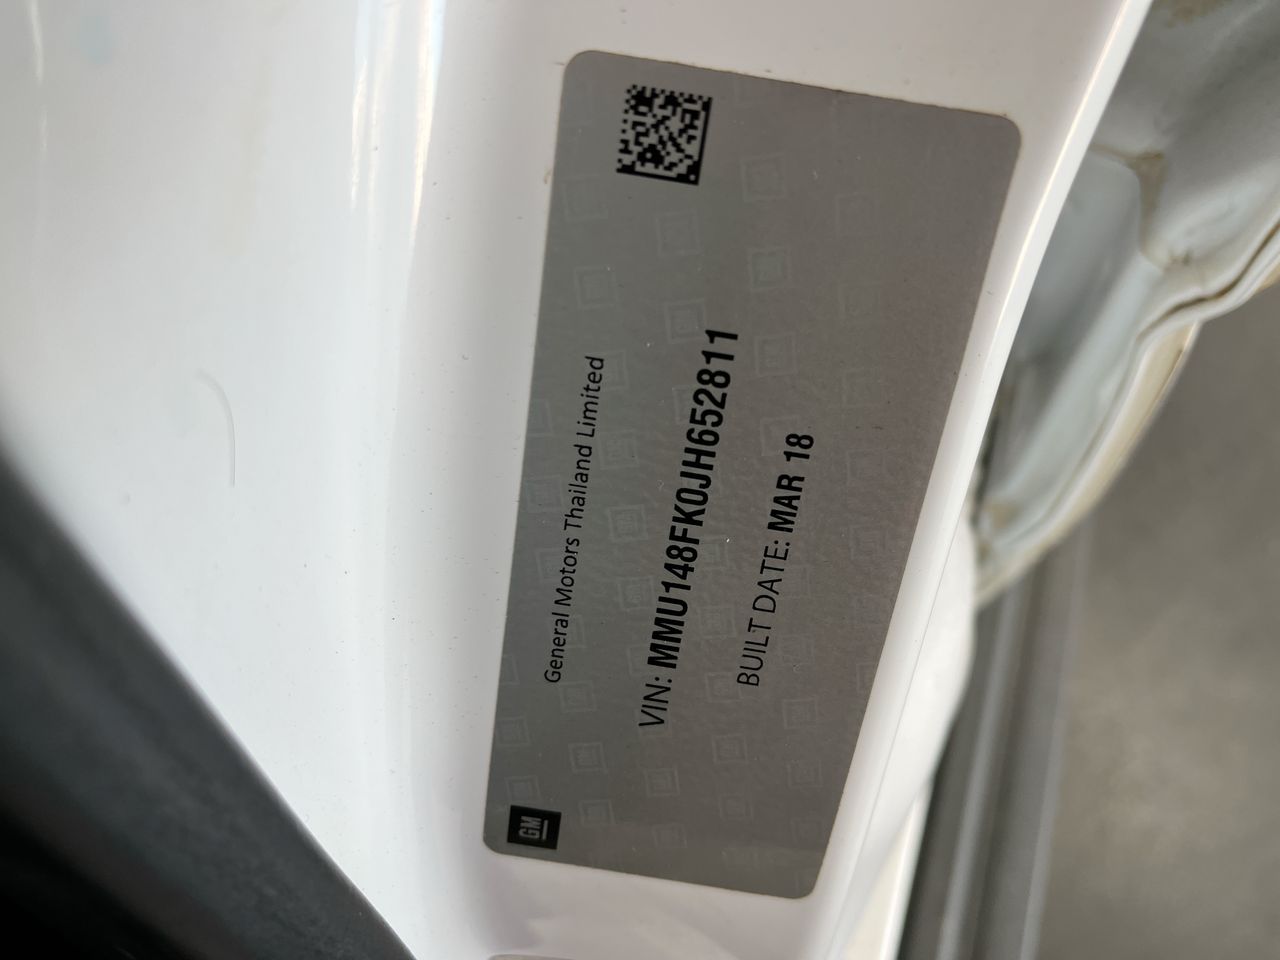 General Motors Thailand Limited
VIN: MMU148FK0JH652811
BUILT DATE: MAR 18
GM